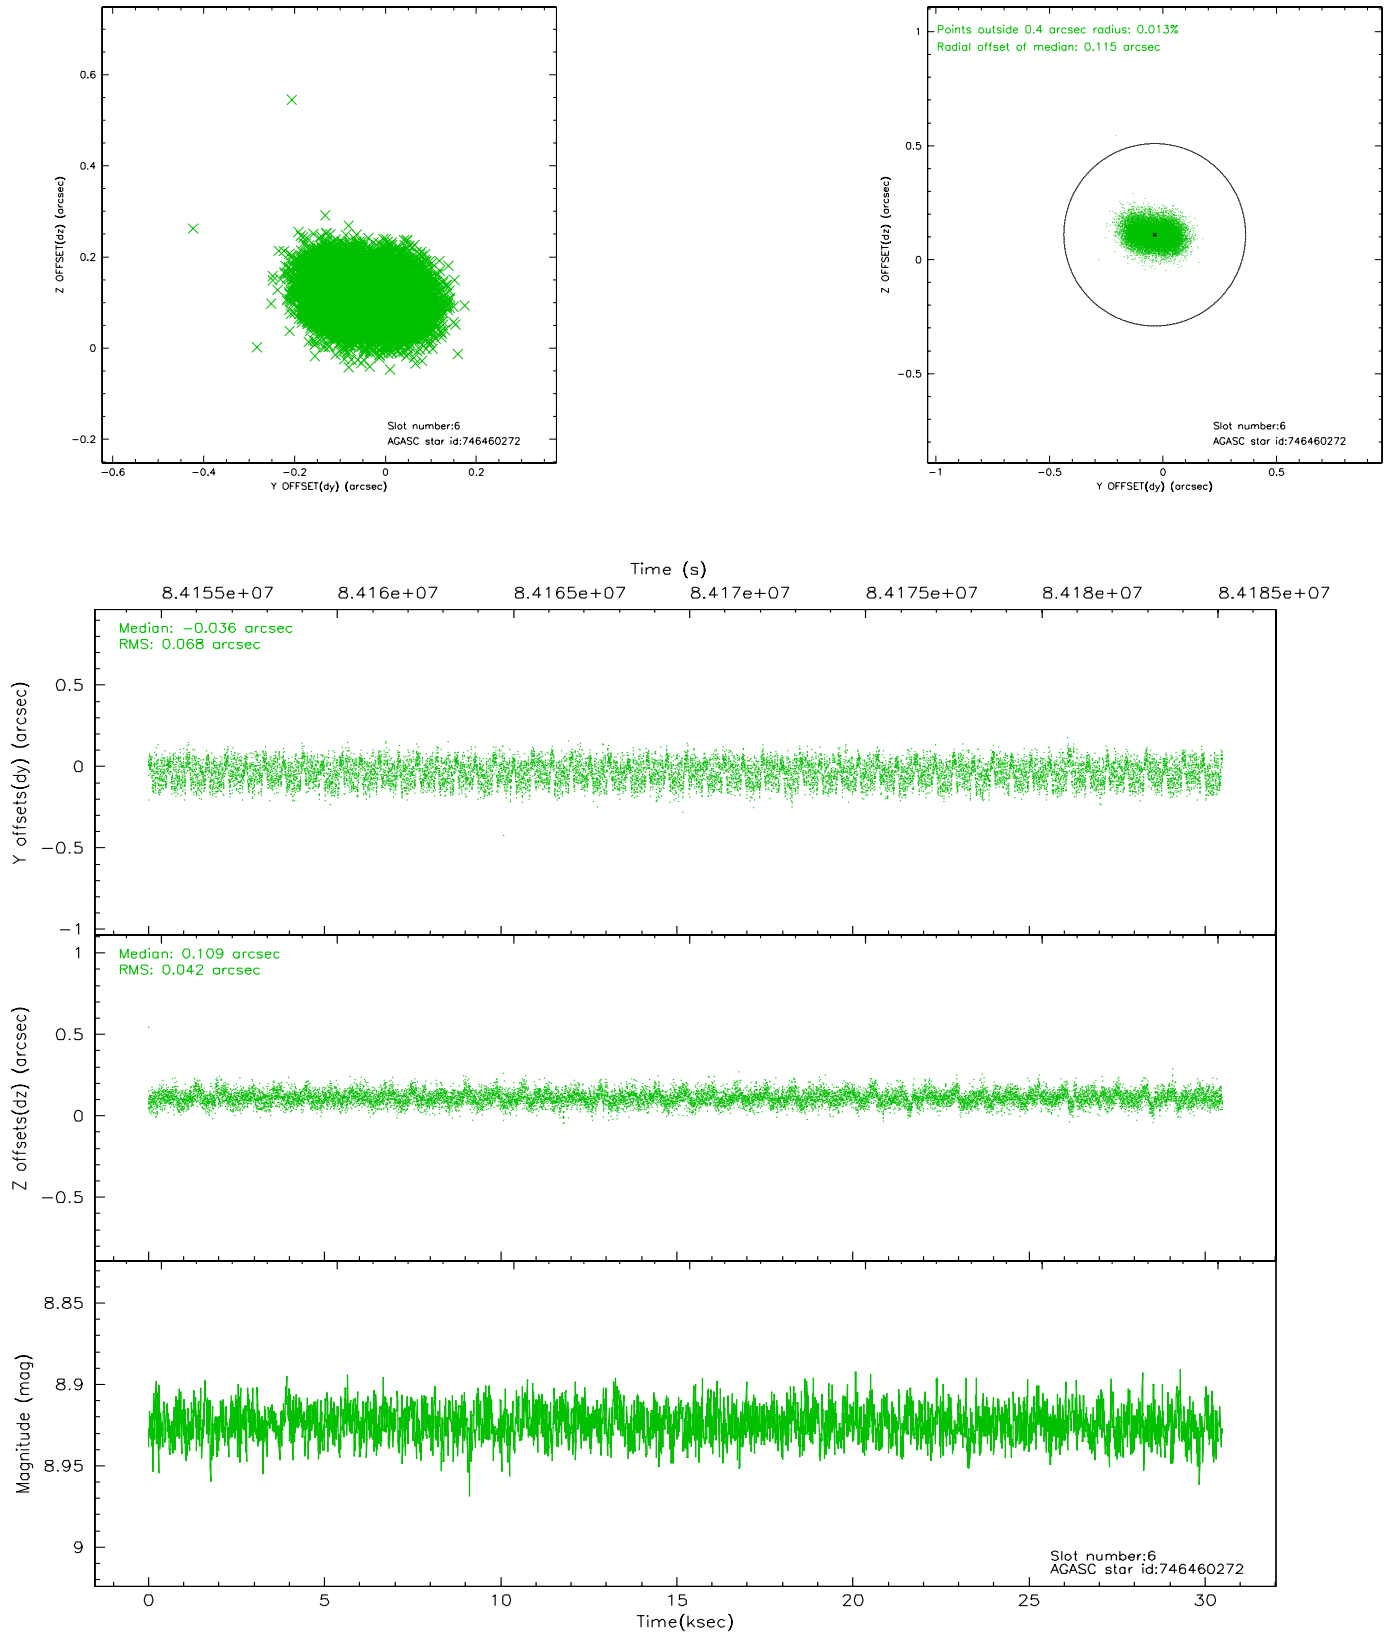 0.6
0.4
0.2
0
−0.2
Z OFFSET(dz) (arcsec)
Slot number:6
AGASC star id:746460272
−0.6 −0.4 −0.2 0 0.2
Y OFFSET(dy) (arcsec)
Points outside 0.4 arcsec radius: 0.013%
Radial offset of median: 0.115 arcsec
1
0.5
0
−0.5
Z OFFSET(dz) (arcsec)
Slot number:6
AGASC star id:746460272
−1 −0.5 0 0.5
Y OFFSET(dy) (arcsec)
Time (s)
8.4155e+07 8.416e+07 8.4165e+07 8.417e+07 8.4175e+07 8.418e+07 8.4185e+07
Median: −0.036 arcsec
RMS: 0.068 arcsec
0.5
0
−0.5
−1
Y offsets(dy) (arcsec)
Median: 0.109 arcsec
RMS: 0.042 arcsec
1
0.5
0
−0.5
Z offsets(dz) (arcsec)
8.85
8.9
8.95
9
Magnitude (mag)
Slot number:6
AGASC star id:746460272
0 5 10 15 20 25 30
Time(ksec)